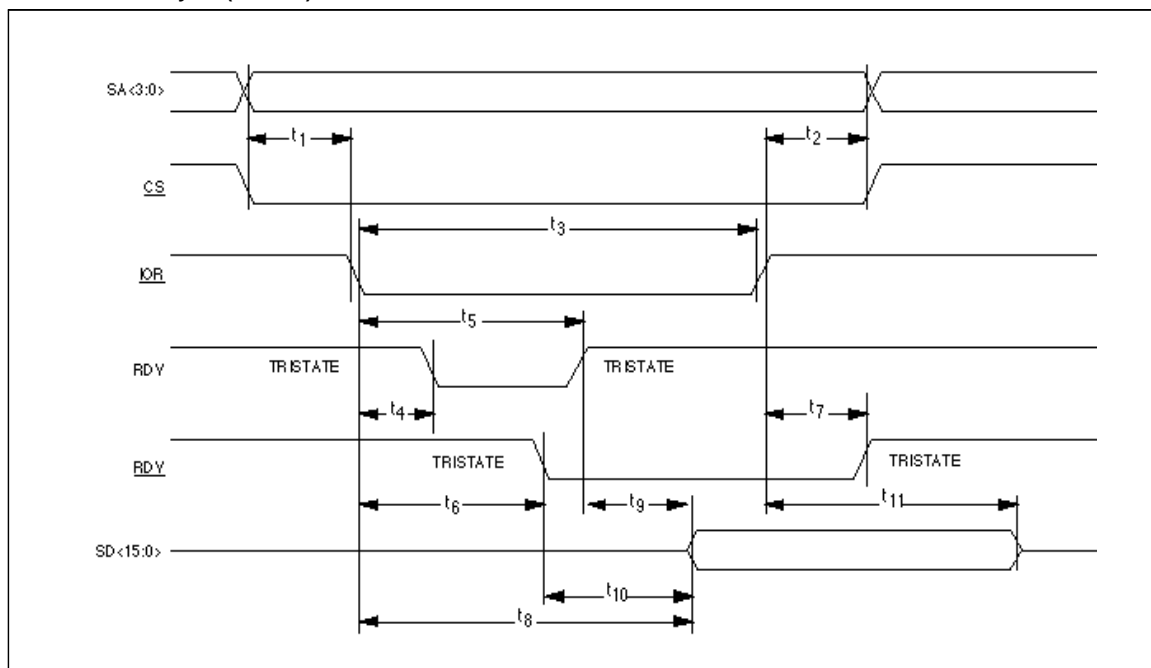 SA<3:0>
t1
t2
CS
t3
IOR
t5
RDY
TRISTATE
TRISTATE
t4
t7
RDY
TRISTATE
TRISTATE
t6
t9
t11
SD<15:0>
t10
t8